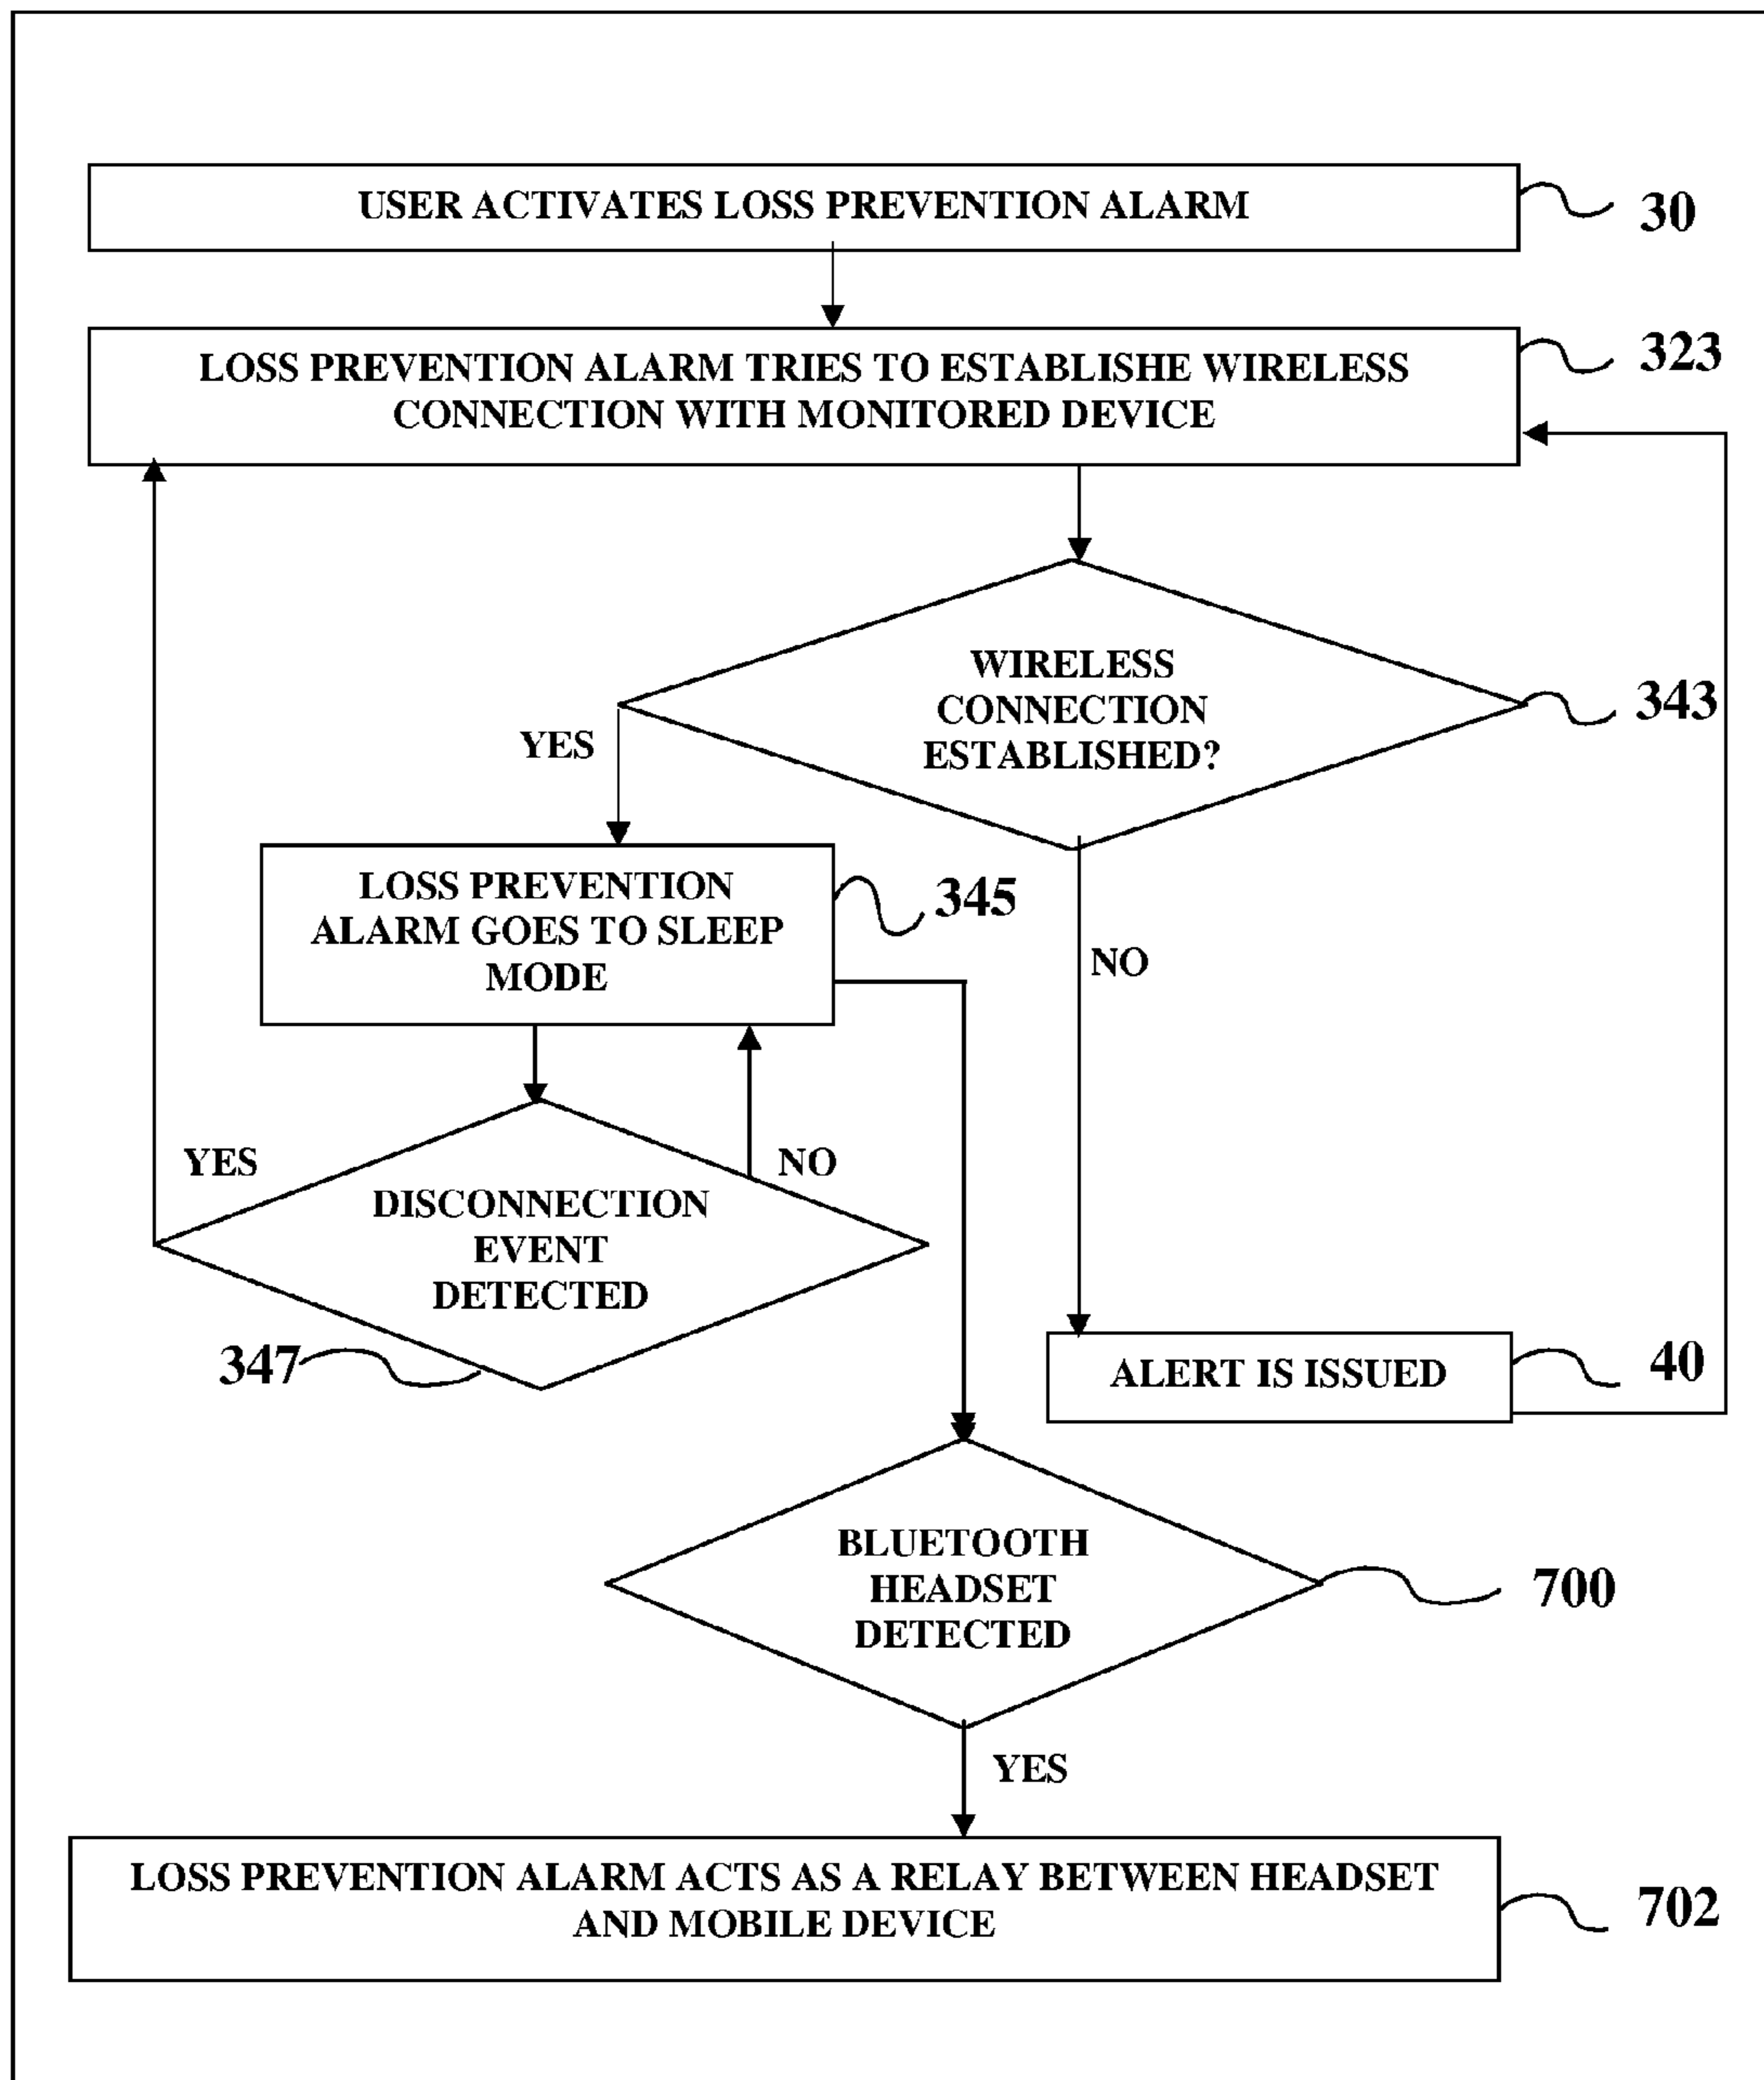 USER ACTIVATES LOSS PREVENTION ALARM
30
LOSS PREVENTION ALARM TRIES TO ESTABLISHE WIRELESS
CONNECTION WITH MONITORED DEVICE
323
WIRELESS
CONNECTION
ESTABLISHED?
343
YES
LOSS PREVENTION
ALARM GOES TO SLEEP
MODE
345
NO
YES
NO
DISCONNECTION
EVENT
DETECTED
347
ALERT IS ISSUED
40
BLUETOOTH
HEADSET
DETECTED
700
YES
LOSS PREVENTION ALARM ACTS AS A RELAY BETWEEN HEADSET
AND MOBILE DEVICE
702